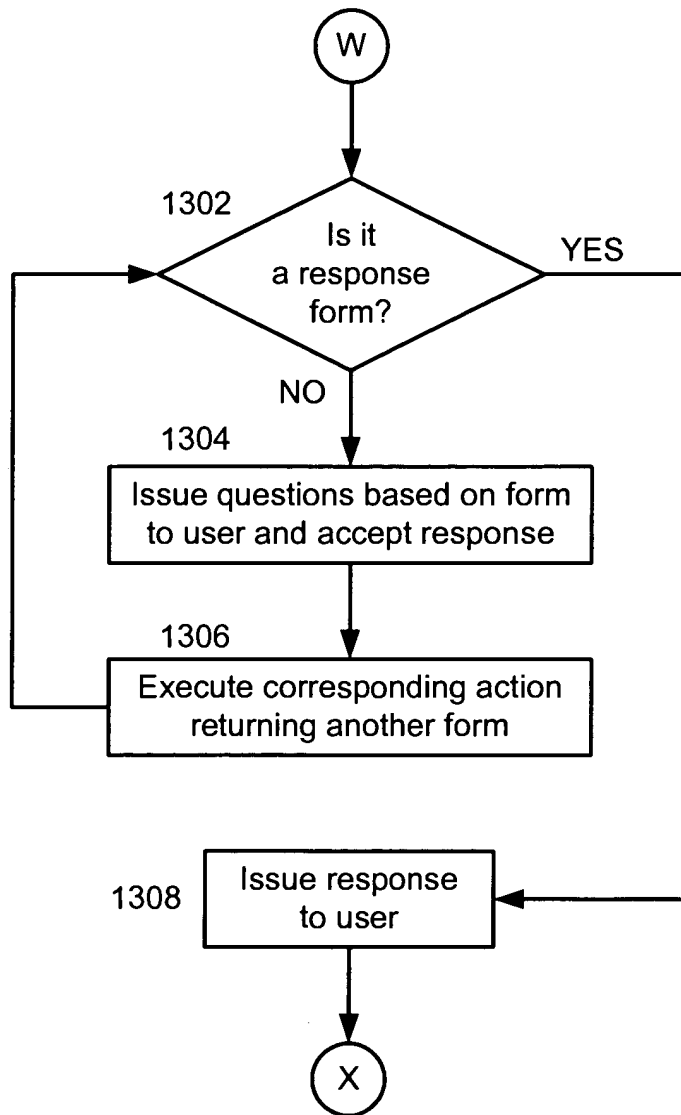 W
1302
Is it
a response
form?
YES
NO
1304
Issue questions based on form
to user and accept response
1306
Execute corresponding action
returning another form
1308
Issue response
to user
X